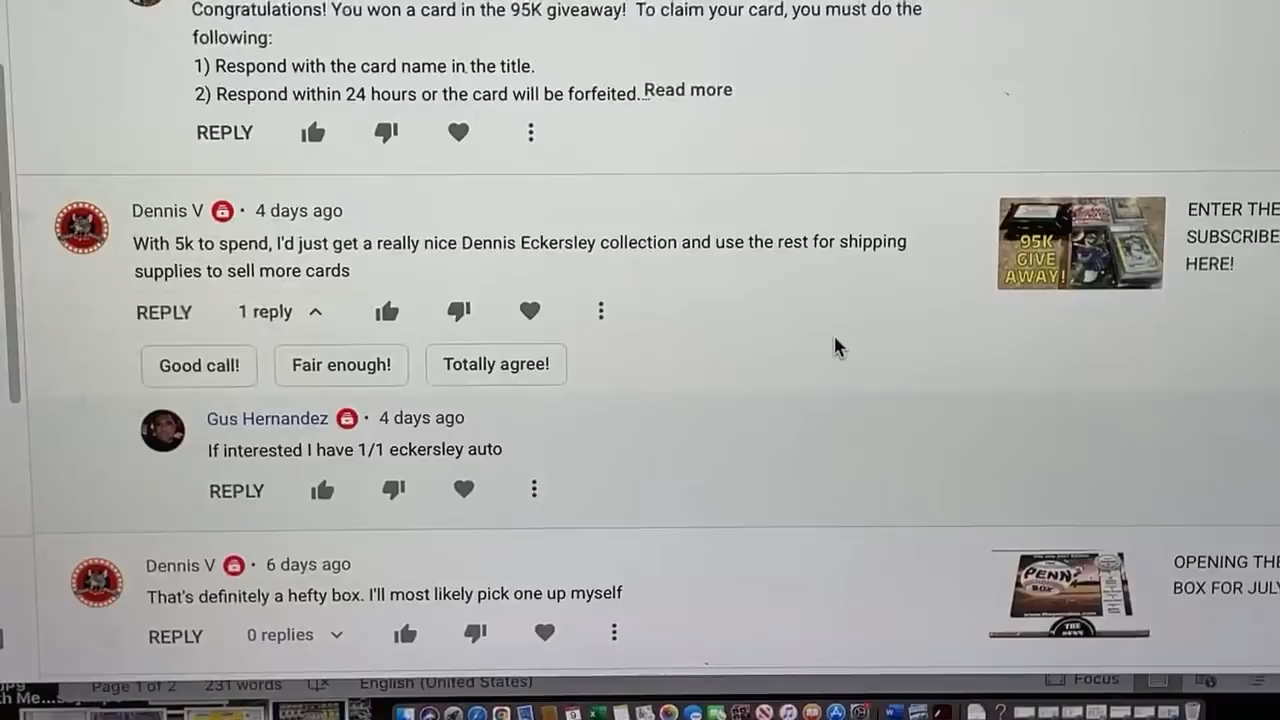 Congratulations! You won a card in the 95K giveaway! To claim your card, you must do the
following:
1) Respond with the card name in the title.
2) Respond within 24 hours or the card will be forfeited...Read more
REPLY
Dennis V · 4 days ago
With 5k to spend, I'd just get a really nice Dennis Eckersley collection and use the rest for shipping
supplies to sell more cards
REPLY 1 reply
Good call! Fair enough! Totally agree!
95K
GIVE
AWAY!
ENTER THE
SUBSCRIBE
HERE!
Gus Hernandez · 4 days ago
If interested I have 1/1 eckersley auto
REPLY
Dennis V · 6 days ago
That's definitely a hefty box. I'll most likely pick one up myself
REPLY 0 replies
PENN
BOX
THE
PENN
OPENING THE
BOX FOR JULY
Page 1 of 2 231 words English (United States) Focus